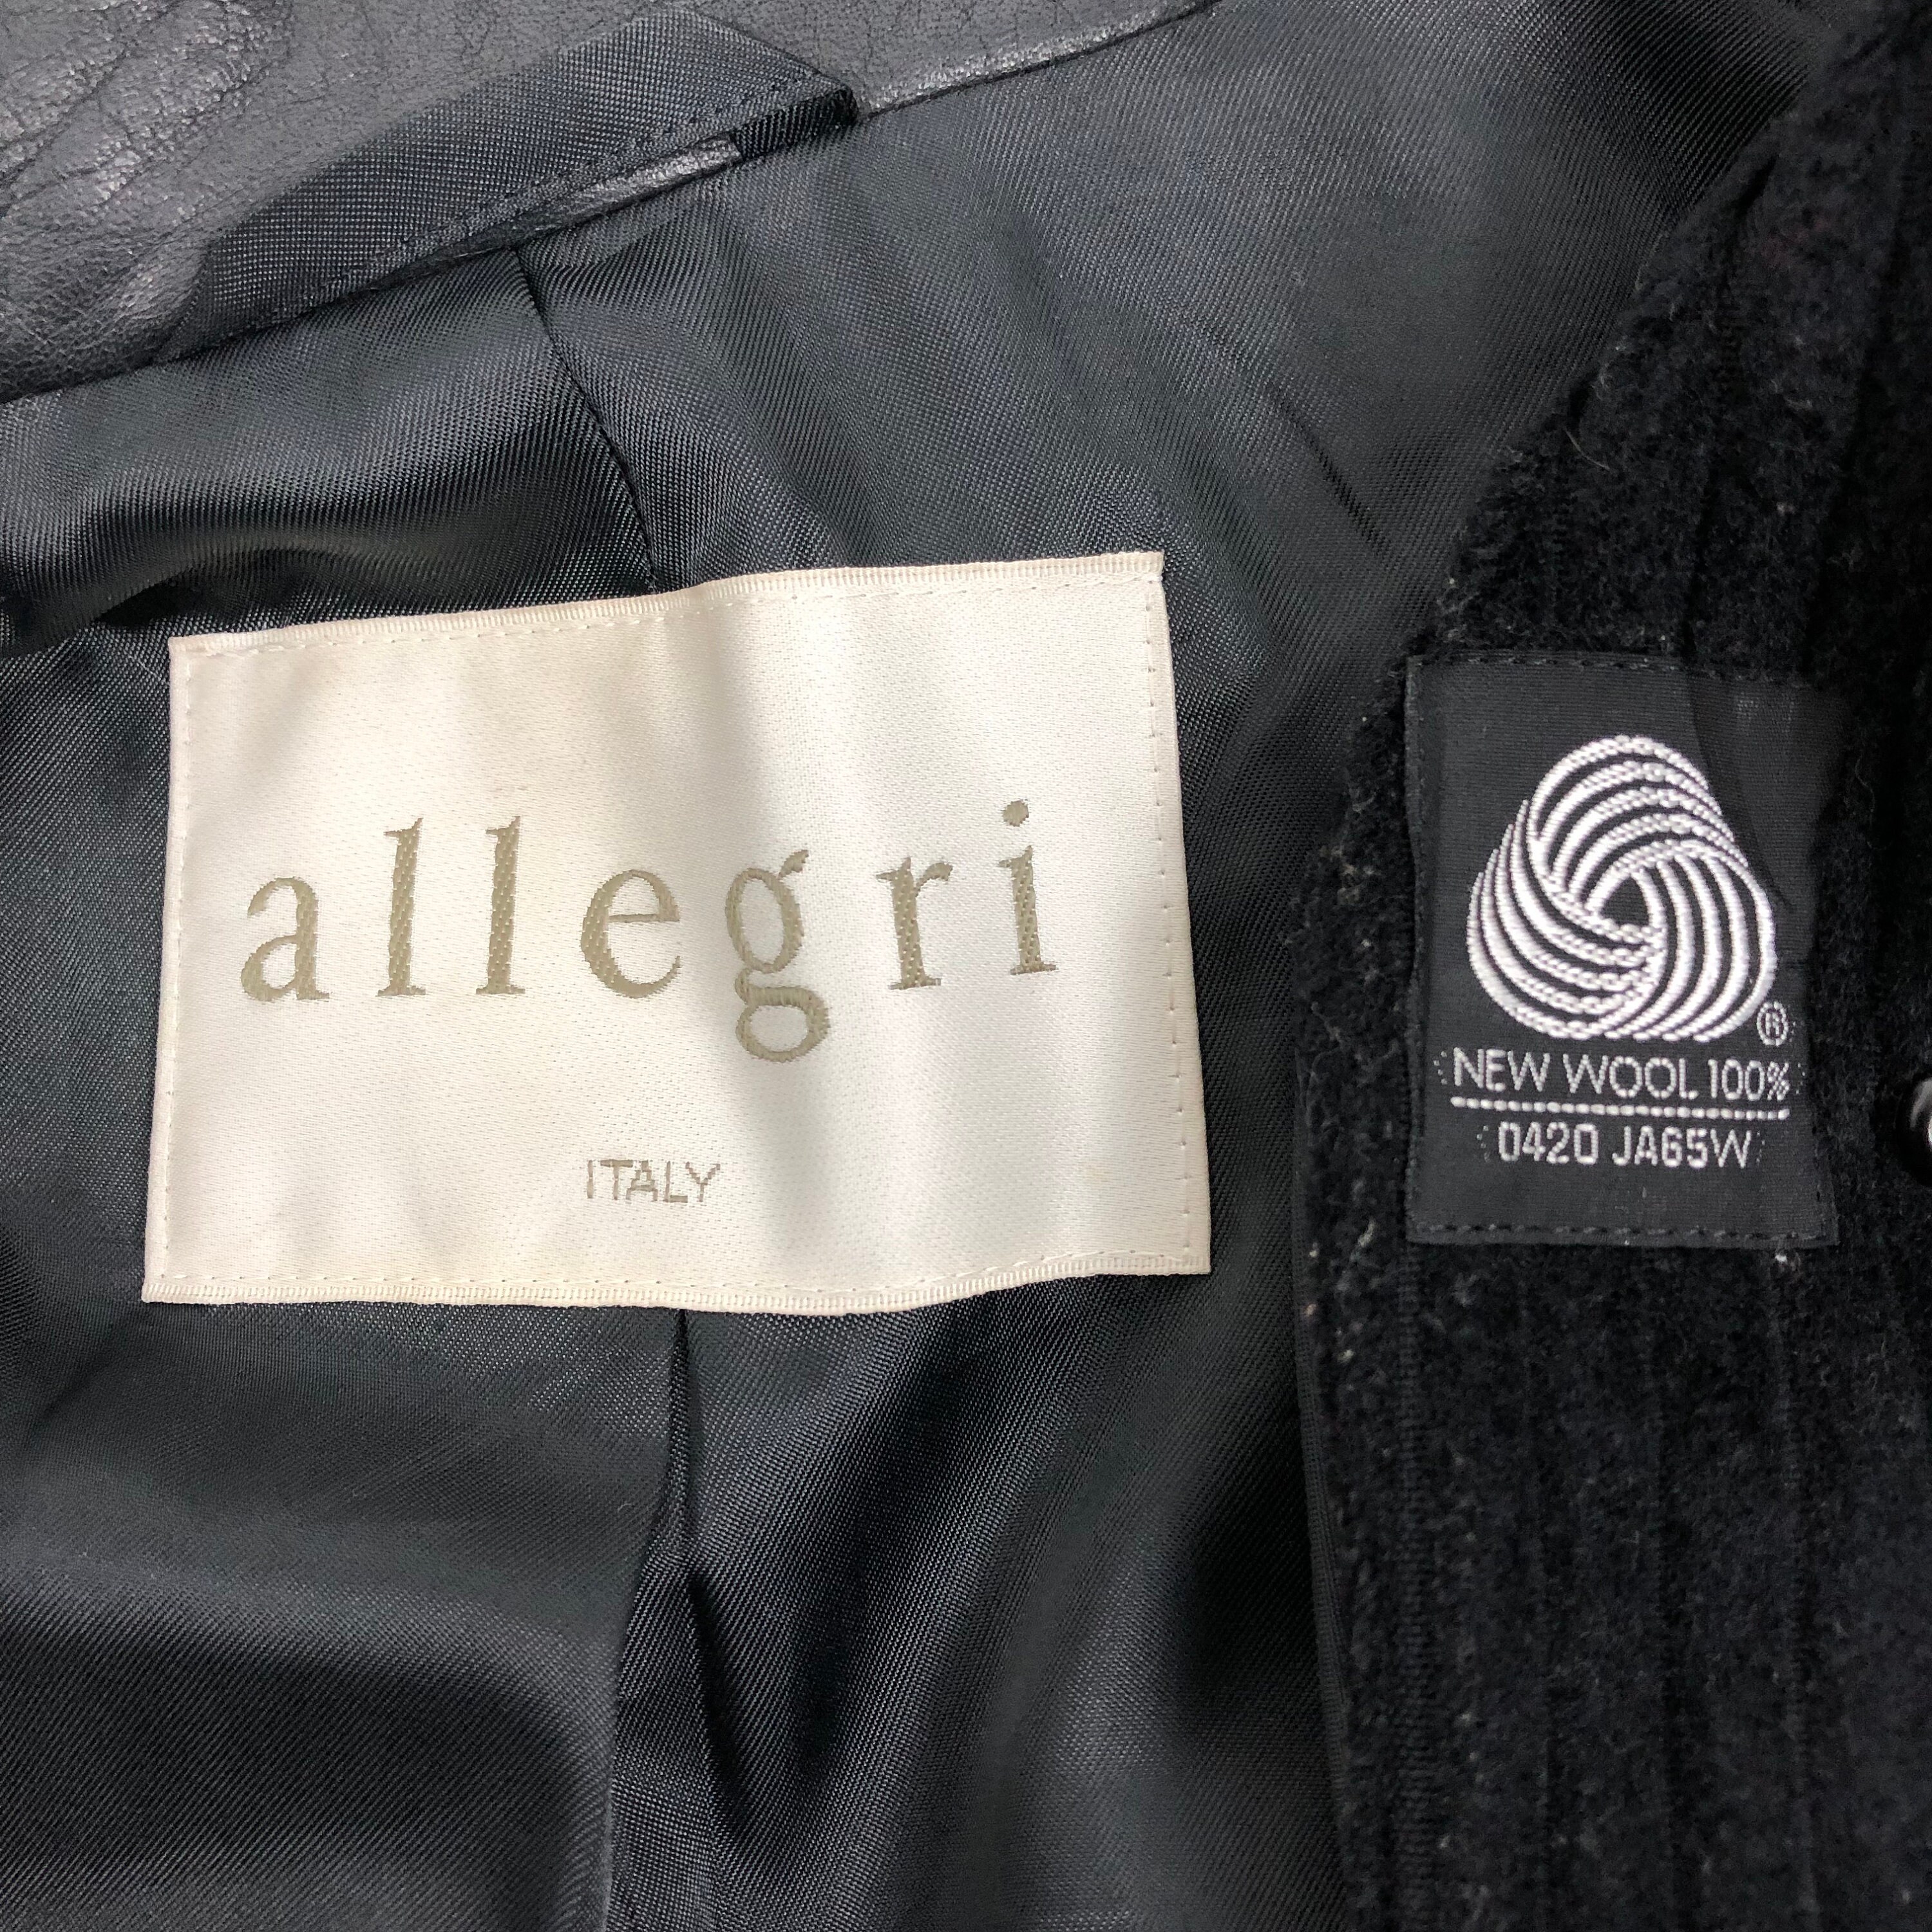 allegri
ITALY
®
NEW WOOL 100%
0420 JA65W